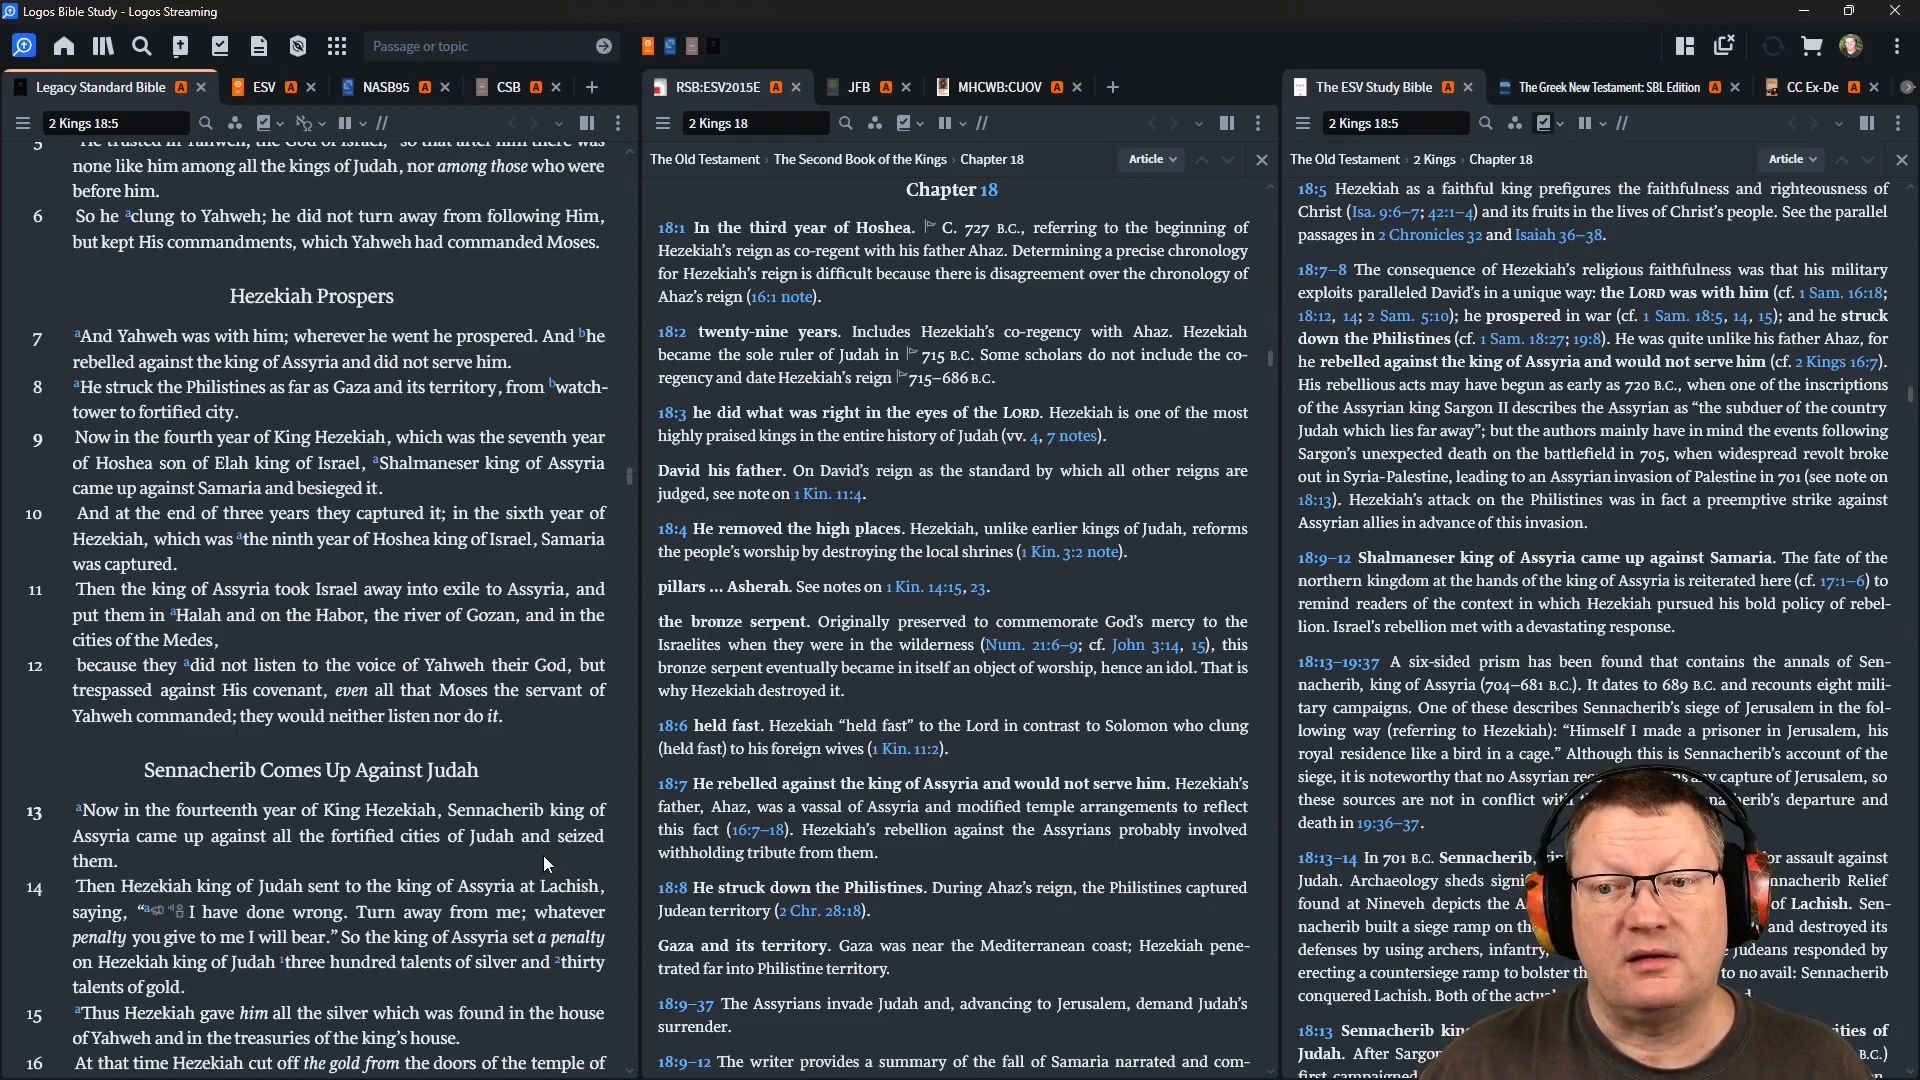 Logos Bible Study - Logos Streaming
Passage or topic
Legacy Standard Bible A
ESV A
NASB95 A
CSB A
2 Kings 18:5
none like him among all the kings of Judah, nor among those who were
before him.
6 So he aclung to Yahweh; he did not turn away from following Him,
but kept His commandments, which Yahweh had commanded Moses.
Hezekiah Prospers
7 aAnd Yahweh was with him; wherever he went he prospered. And bhe
rebelled against the king of Assyria and did not serve him.
8 aHe struck the Philistines as far as Gaza and its territory, from bwatch-
tower to fortified city.
9 Now in the fourth year of King Hezekiah, which was the seventh year
of Hoshea son of Elah king of Israel, aShalmaneser king of Assyria
came up against Samaria and besieged it.
10 And at the end of three years they captured it; in the sixth year of
Hezekiah, which was athe ninth year of Hoshea king of Israel, Samaria
was captured.
11 Then the king of Assyria took Israel away into exile to Assyria, and
put them in aHalah and on the Habor, the river of Gozan, and in the
cities of the Medes,
12 because they adid not listen to the voice of Yahweh their God, but
trespassed against His covenant, even all that Moses the servant of
Yahweh commanded; they would neither listen nor do it.
Sennacherib Comes Up Against Judah
13 aNow in the fourteenth year of King Hezekiah, Sennacherib king of
Assyria came up against all the fortified cities of Judah and seized
them.
14 Then Hezekiah king of Judah sent to the king of Assyria at Lachish,
saying, “aI have done wrong. Turn away from me; whatever
penalty you give to me I will bear.” So the king of Assyria set a penalty
on Hezekiah king of Judah 1three hundred talents of silver and 2thirty
talents of gold.
15 aThus Hezekiah gave him all the silver which was found in the house
of Yahweh and in the treasuries of the king’s house.
16 At that time Hezekiah cut off the gold from the doors of the temple of
RSB:ESV2015E A
JFB A
MHCWB:CUOV A
2 Kings 18
The Old Testament › The Second Book of the Kings › Chapter 18
Article
Chapter 18
18:1 In the third year of Hoshea. C. 727 B.C., referring to the beginning of
Hezekiah’s reign as co-regent with his father Ahaz. Determining a precise chronology
for Hezekiah’s reign is difficult because there is disagreement over the chronology of
Ahaz’s reign (16:1 note).
18:2 twenty-nine years. Includes Hezekiah’s co-regency with Ahaz. Hezekiah
became the sole ruler of Judah in 715 B.C. Some scholars do not include the co-
regency and date Hezekiah’s reign 715–686 B.C.
18:3 he did what was right in the eyes of the LORD. Hezekiah is one of the most
highly praised kings in the entire history of Judah (vv. 4, 7 notes).
David his father. On David’s reign as the standard by which all other reigns are
judged, see note on 1 Kin. 11:4.
18:4 He removed the high places. Hezekiah, unlike earlier kings of Judah, reforms
the people’s worship by destroying the local shrines (1 Kin. 3:2 note).
pillars ... Asherah. See notes on 1 Kin. 14:15, 23.
the bronze serpent. Originally preserved to commemorate God’s mercy to the
Israelites when they were in the wilderness (Num. 21:6–9; cf. John 3:14, 15), this
bronze serpent eventually became in itself an object of worship, hence an idol. That is
why Hezekiah destroyed it.
18:6 held fast. Hezekiah “held fast” to the Lord in contrast to Solomon who clung
(held fast) to his foreign wives (1 Kin. 11:2).
18:7 He rebelled against the king of Assyria and would not serve him. Hezekiah’s
father, Ahaz, was a vassal of Assyria and modified temple arrangements to reflect
this fact (16:7–18). Hezekiah’s rebellion against the Assyrians probably involved
withholding tribute from them.
18:8 He struck down the Philistines. During Ahaz’s reign, the Philistines captured
Judean territory (2 Chr. 28:18).
Gaza and its territory. Gaza was near the Mediterranean coast; Hezekiah pene-
trated far into Philistine territory.
18:9–37 The Assyrians invade Judah and, advancing to Jerusalem, demand Judah’s
surrender.
18:9–12 The writer provides a summary of the fall of Samaria narrated and com-
The ESV Study Bible A
The Greek New Testament: SBL Edition A
CC Ex-De A
2 Kings 18:5
The Old Testament › 2 Kings › Chapter 18
Article
18:5 Hezekiah as a faithful king prefigures the faithfulness and righteousness of
Christ (Isa. 9:6–7; 42:1–4) and its fruits in the lives of Christ’s people. See the parallel
passages in 2 Chronicles 32 and Isaiah 36–38.
18:7–8 The consequence of Hezekiah’s religious faithfulness was that his military
exploits paralleled David’s in a unique way: the LORD was with him (cf. 1 Sam. 16:18;
18:12, 14; 2 Sam. 5:10); he prospered in war (cf. 1 Sam. 18:5, 14, 15); and he struck
down the Philistines (cf. 1 Sam. 18:27; 19:8). He was quite unlike his father Ahaz, for
he rebelled against the king of Assyria and would not serve him (cf. 2 Kings 16:7).
His rebellious acts may have begun as early as 720 B.C., when one of the inscriptions
of the Assyrian king Sargon II describes the Assyrian as “the subduer of the country
Judah which lies far away”; but the authors mainly have in mind the events following
Sargon’s unexpected death on the battlefield in 705, when widespread revolt broke
out in Syria-Palestine, leading to an Assyrian invasion of Palestine in 701 (see note on
18:13). Hezekiah’s attack on the Philistines was in fact a preemptive strike against
Assyrian allies in advance of this invasion.
18:9–12 Shalmaneser king of Assyria came up against Samaria. The fate of the
northern kingdom at the hands of the king of Assyria is reiterated here (cf. 17:1–6) to
remind readers of the context in which Hezekiah pursued his bold policy of rebel-
lion. Israel’s rebellion met with a devastating response.
18:13–19:37 A six-sided prism has been found that contains the annals of Sen-
nacherib, king of Assyria (704–681 B.C.). It dates to 689 B.C. and recounts eight mili-
tary campaigns. One of these describes Sennacherib’s siege of Jerusalem in the fol-
lowing way (referring to Hezekiah): “Himself I made a prisoner in Jerusalem, his
royal residence like a bird in a cage.” Although this is Sennacherib’s account of the
siege, it is noteworthy that no Assyrian capture of Jerusalem, so
these sources are not in conflict departure and
death in 19:36–37.
18:13–14 In 701 B.C. Sennacherib, assault against
Judah. Archaeology sheds Relief
found at Nineveh depicts the of Lachish. Sen-
nacherib built a siege ramp on and destroyed its
defenses by using archers, infantry, Judeans responded by
erecting a countersiege ramp to bolster to no avail: Sennacherib
conquered Lachish. Both of the
18:13 Sennacherib of
Judah. After B.C.)
first campaigned